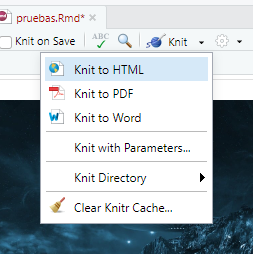 pruebas.Rmd*
Knit on Save ABC Knit
Knit to HTML
Knit to PDF
Knit to Word
Knit with Parameters...
Knit Directory
Clear Knitr Cache...